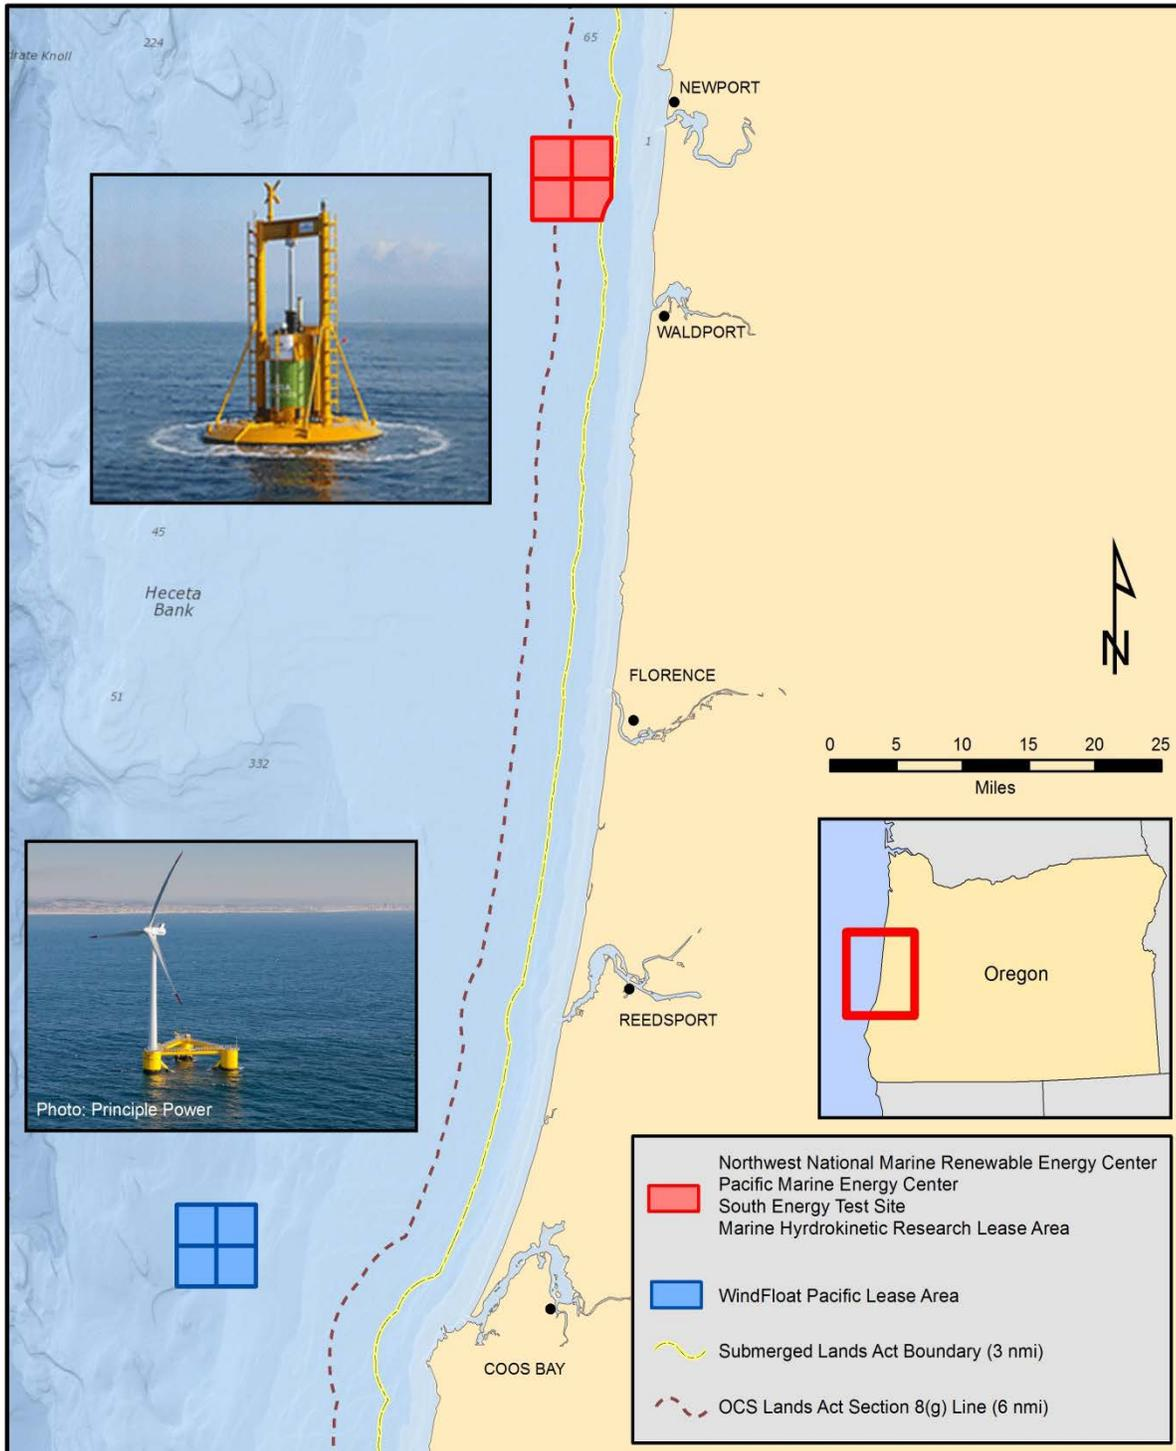 224
drate Knoll
65
NEWPORT
1
WALDPORT
45
Heceta
Bank
51
332
FLORENCE
N
0 5 10 15 20 25
Miles
Oregon
REEDSPORT
Photo: Principle Power
COOS BAY
Northwest National Marine Renewable Energy Center
Pacific Marine Energy Center
South Energy Test Site
Marine Hydrokinetic Research Lease Area
WindFloat Pacific Lease Area
Submerged Lands Act Boundary (3 nmi)
OCS Lands Act Section 8(g) Line (6 nmi)